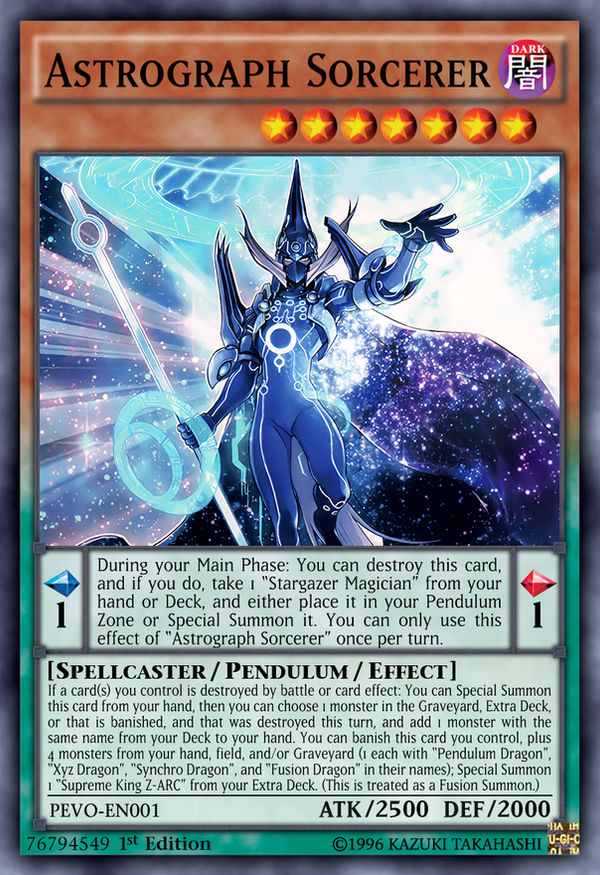 ASTROGRAPH SORCERER
DARK
闇
During your Main Phase: You can destroy this card,
and if you do, take 1 "Stargazer Magician" from your
hand or Deck, and either place it in your Pendulum
Zone or Special Summon it. You can only use this
effect of "Astrograph Sorcerer" once per turn.
1
1
[SPELLCASTER / PENDULUM / EFFECT]
If a card(s) you control is destroyed by battle or card effect: You can Special Summon
this card from your hand, then you can choose 1 monster in the Graveyard, Extra Deck,
or that is banished, and that was destroyed this turn, and add 1 monster with the
same name from your Deck to your hand. You can banish this card you control, plus
4 monsters from your hand, field, and/or Graveyard (1 each with "Pendulum Dragon",
"Xyz Dragon", "Synchro Dragon", and "Fusion Dragon" in their names); Special Summon
1 "Supreme King Z-ARC" from your Extra Deck. (This is treated as a Fusion Summon.)
PEVO-EN001 ATK/2500 DEF/2000
76794549 1st Edition ©1996 KAZUKI TAKAHASHI